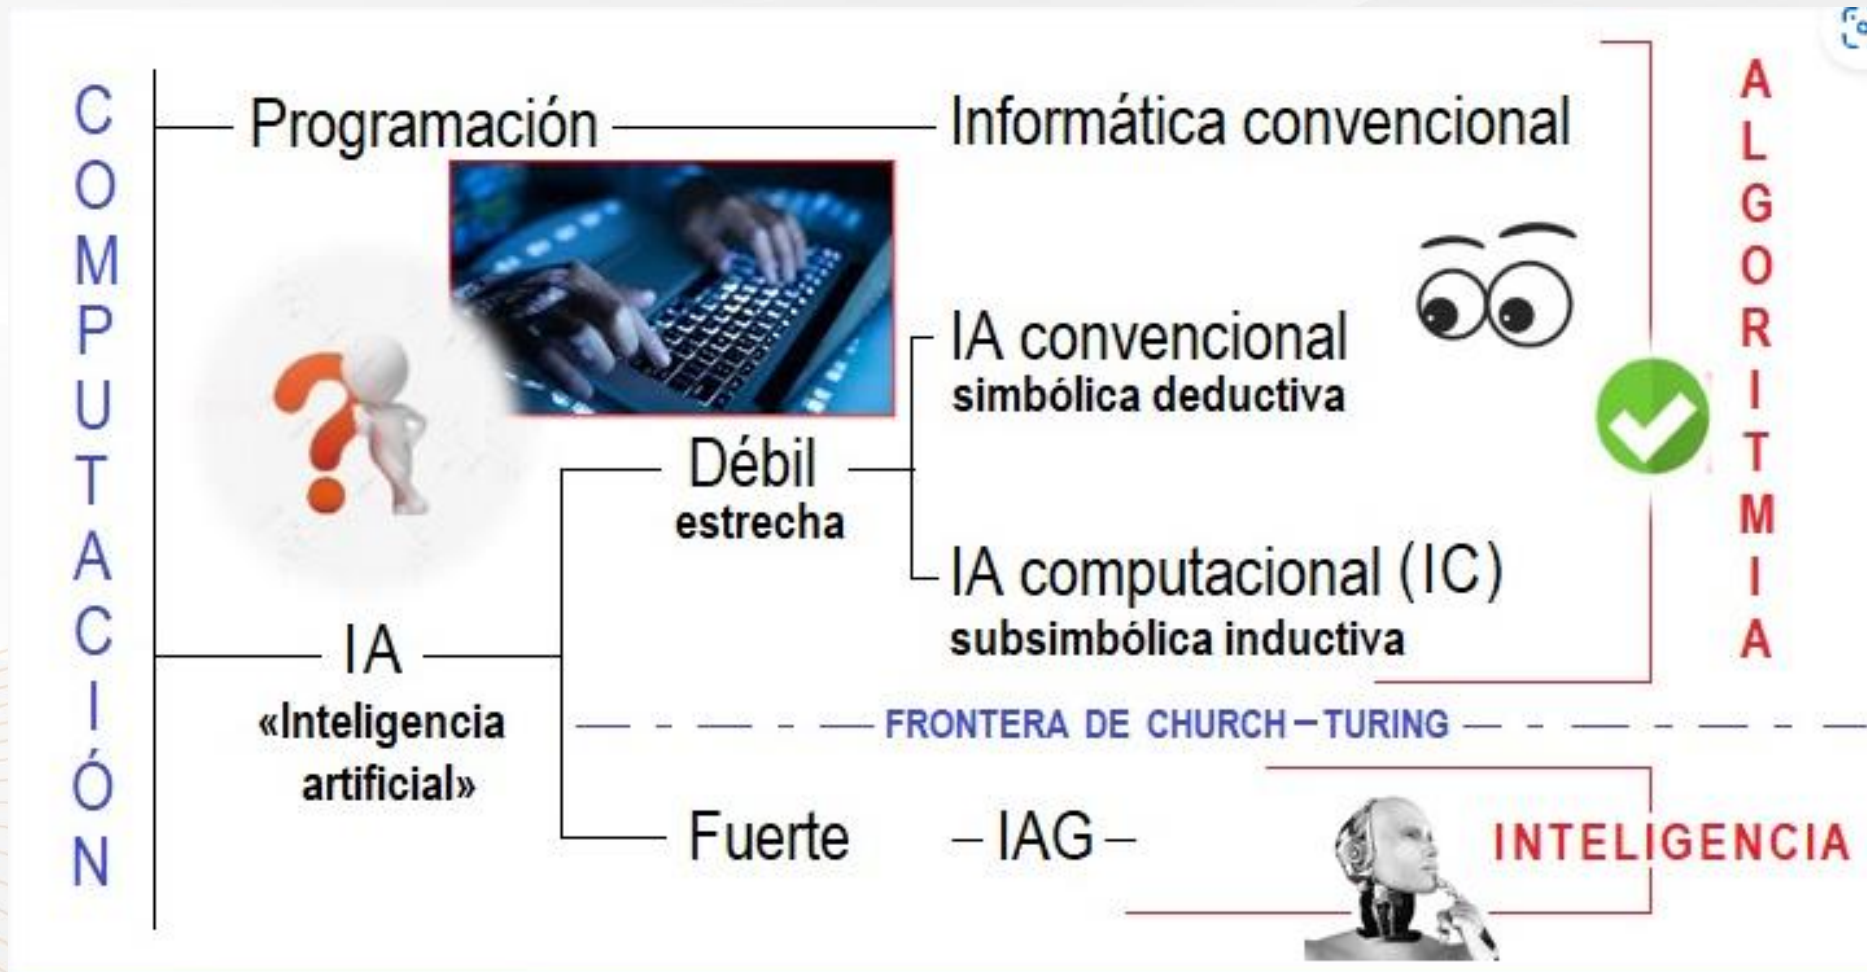 COMPUTACIÓN
Programación
Informática convencional
IA convencional
simbólica deductiva
Débil
estrecha
IA computacional (IC)
subsimbólica inductiva
IA
«Inteligencia
artificial»
FRONTERA DE CHURCH–TURING
Fuerte
–IAG–
ALGORITMIA
INTELIGENCIA